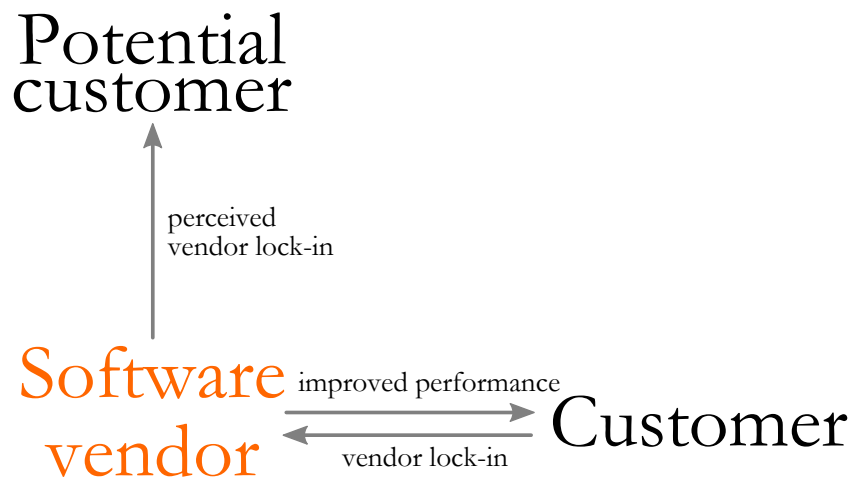 Potential
customer
perceived
vendor lock-in
Software
vendor
improved performance
vendor lock-in
Customer